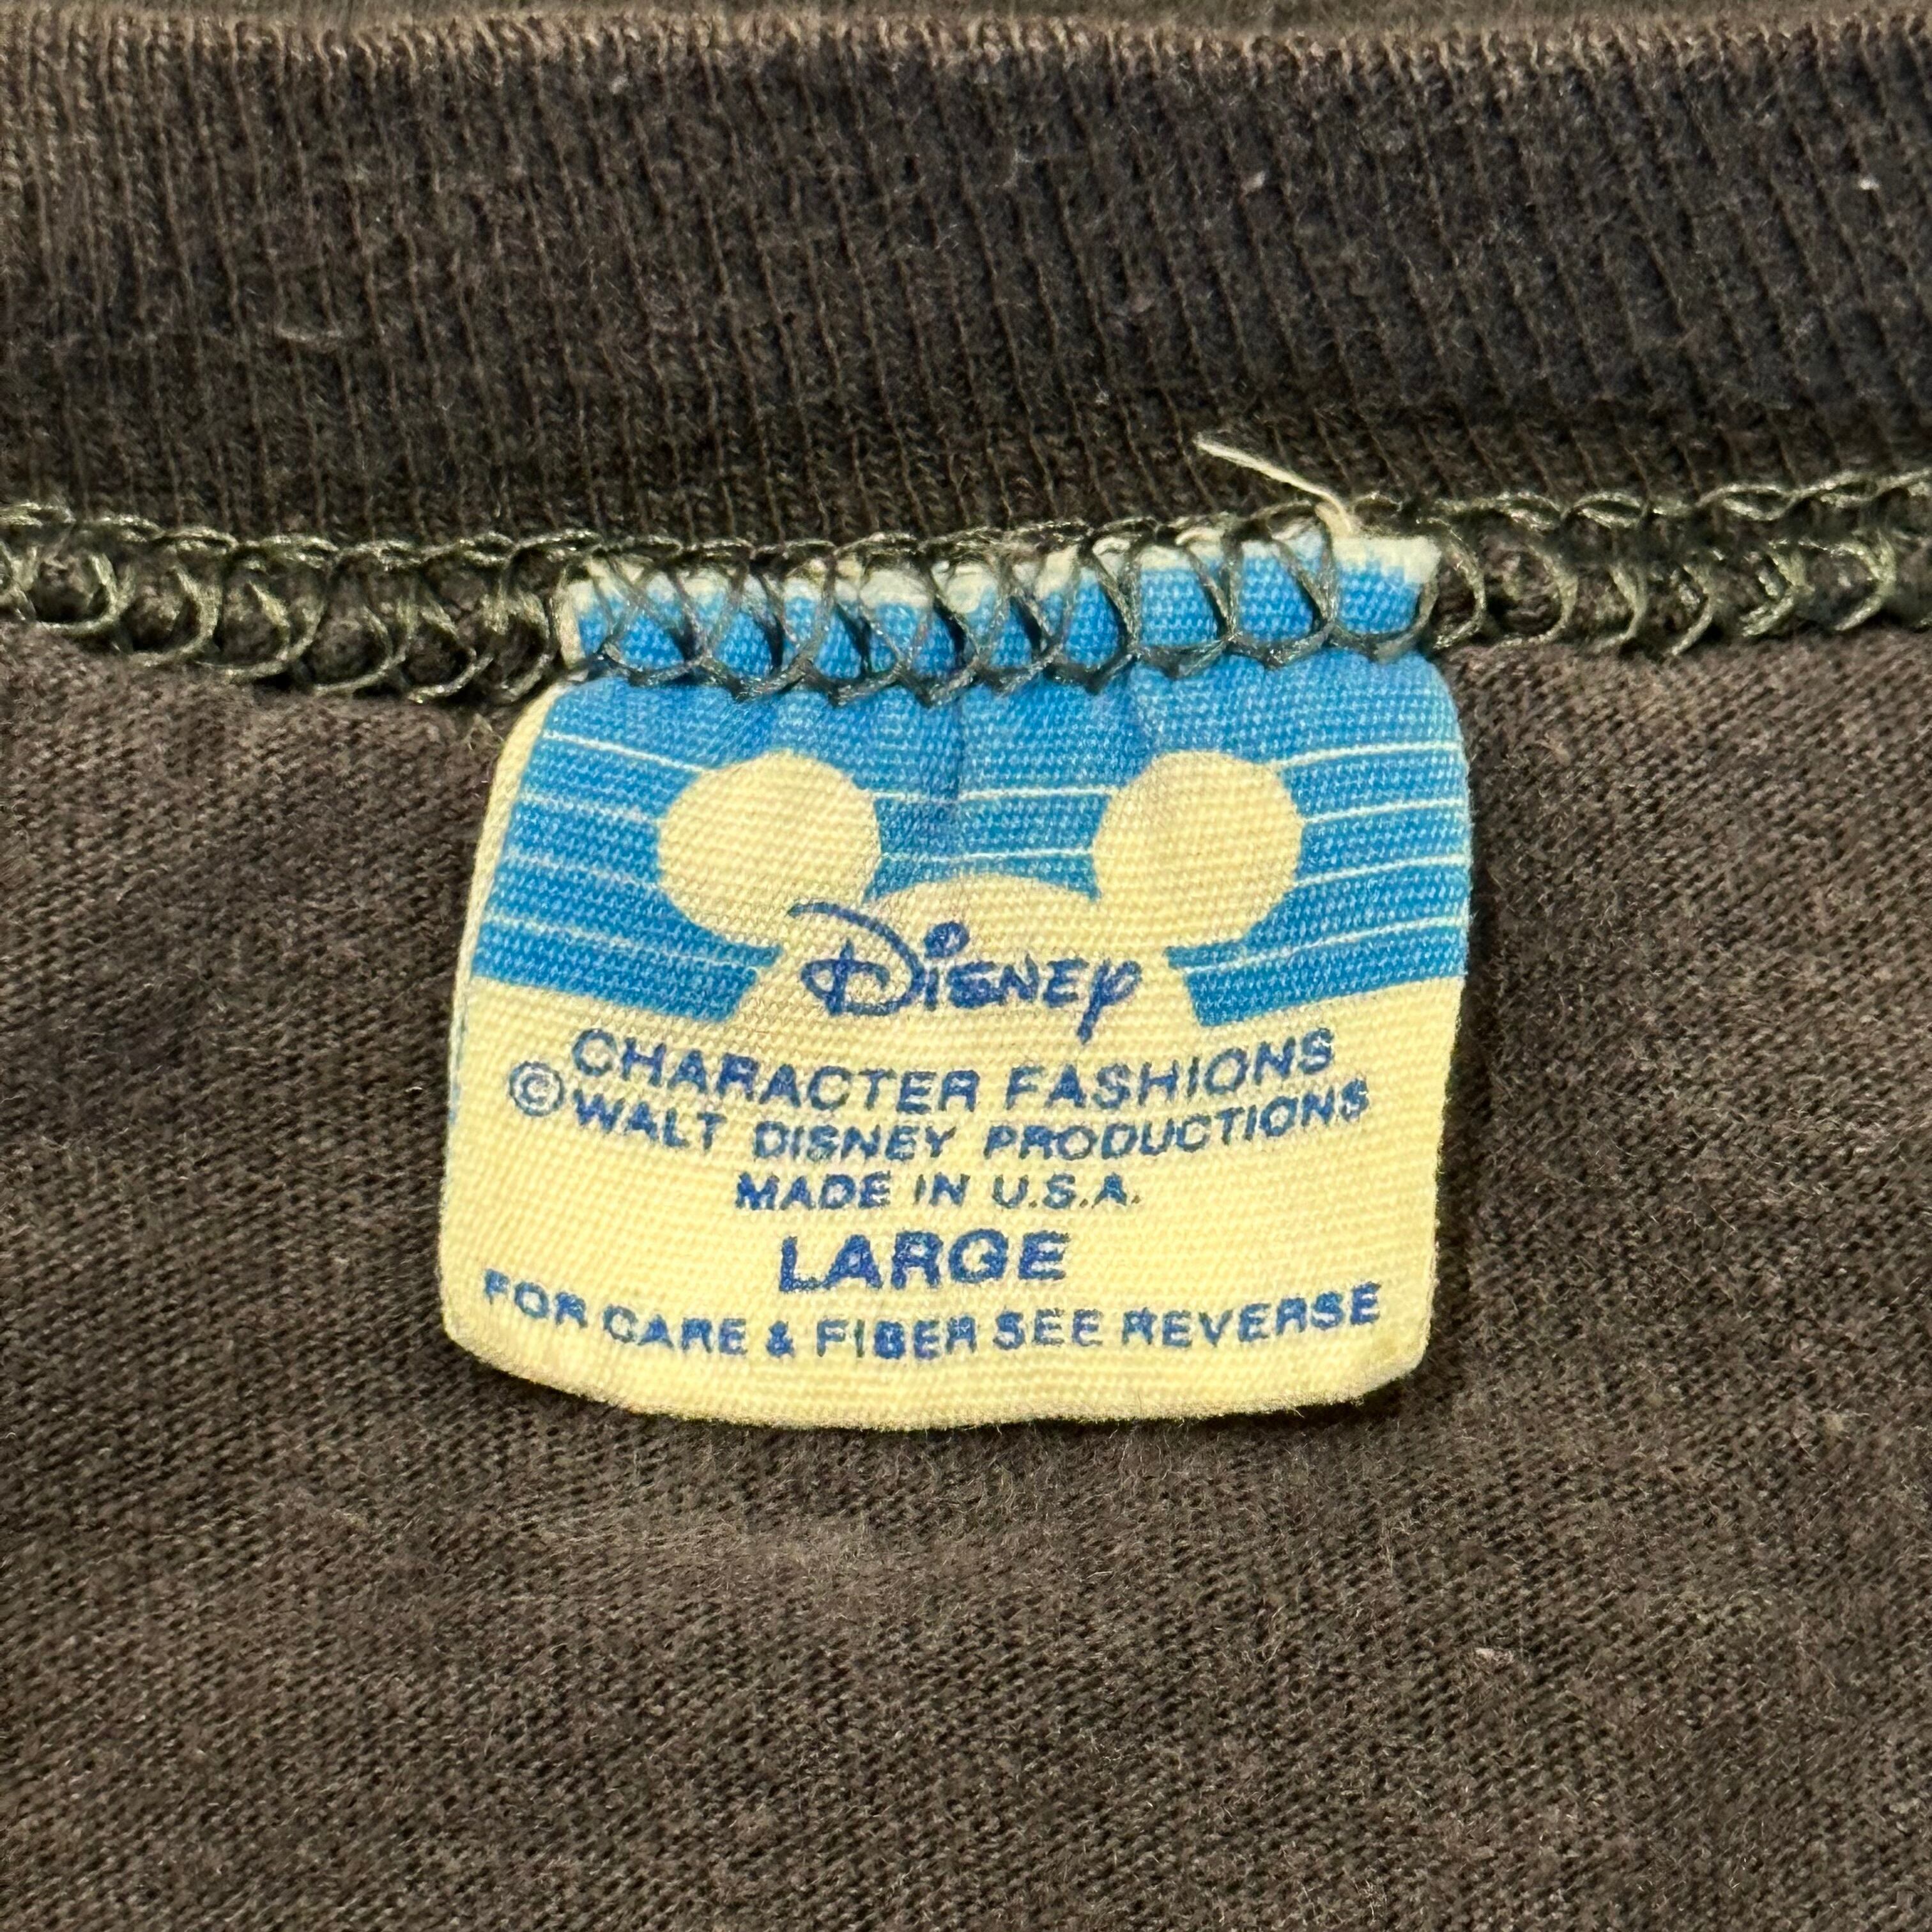 Disney
CHARACTER FASHIONS
©WALT DISNEY PRODUCTIONS
MADE IN U.S.A.
LARGE
FOR CARE & FIBER SEE REVERSE